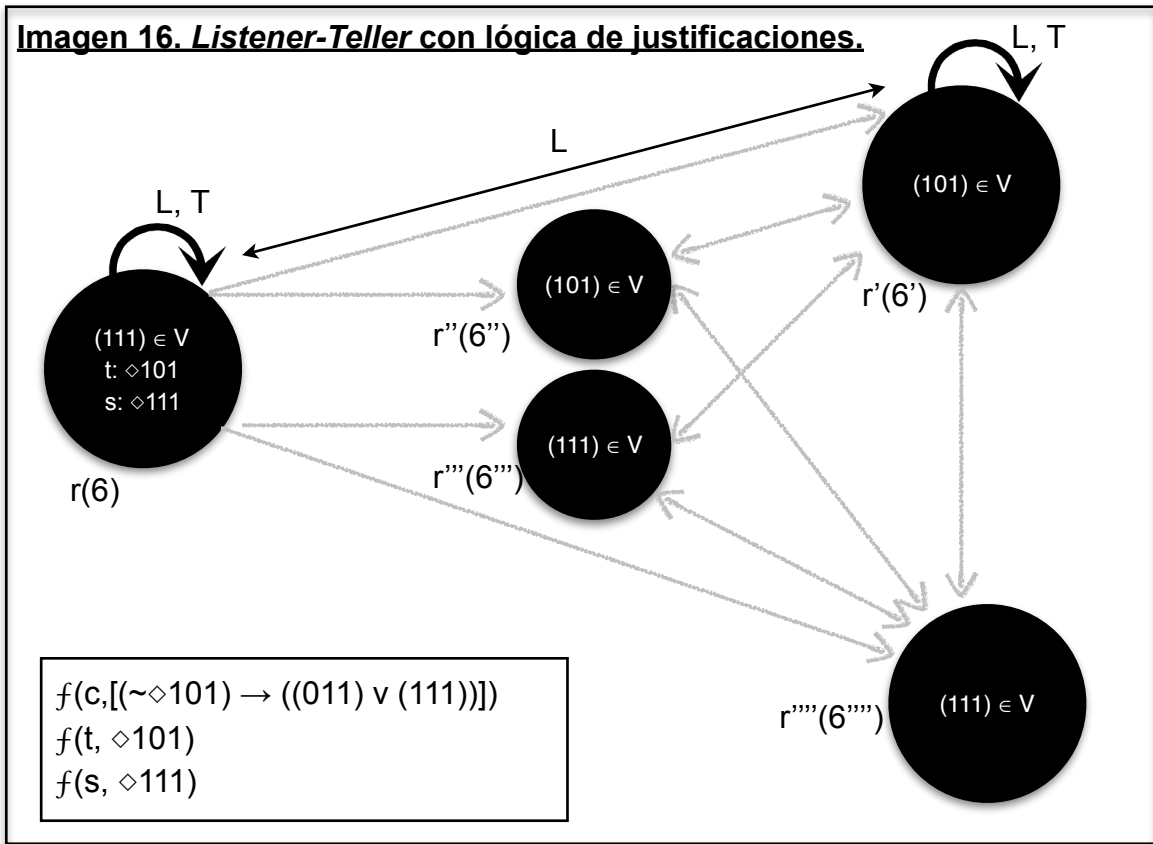 Imagen 16. Listener-Teller con lógica de justificaciones.
L, T
L
L, T
(101) ∈ V
r'(6')
(101) ∈ V
r''(6'')
(111) ∈ V
t: ◇101
s: ◇111
r(6)
(111) ∈ V
r'''(6''')
(111) ∈ V
r''''(6'''')
ƒ(c,[(~◇101) → ((011) v (111))])
ƒ(t, ◇101)
ƒ(s, ◇111)